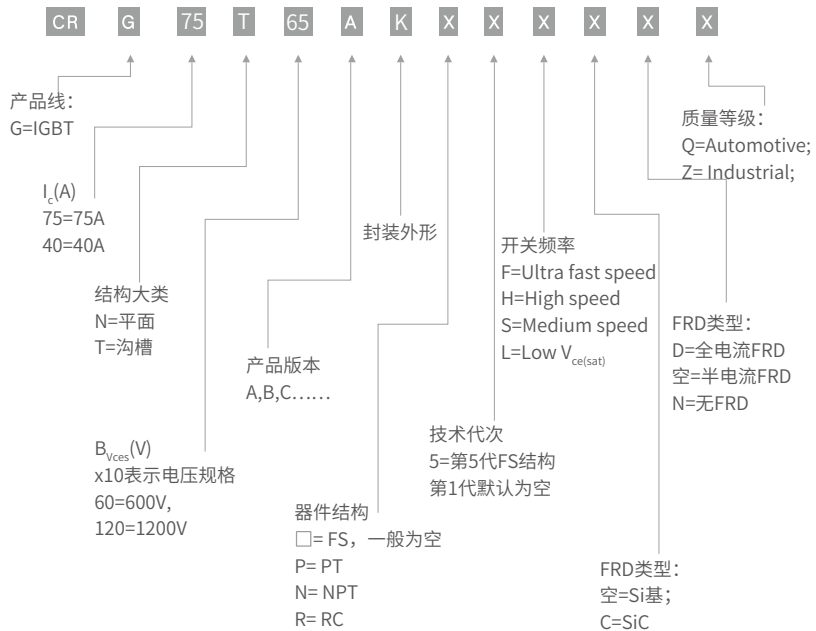 CR G 75 T 65 A K X X X X X X
产品线：
G=IGBT
I_c(A)
75=75A
40=40A
结构大类
N=平面
T=沟槽
B_Vces(V)
x10表示电压规格
60=600V,
120=1200V
产品版本
A,B,C……
封装外形
器件结构
□= FS，一般为空
P= PT
N= NPT
R= RC
技术代次
5=第5代FS结构
第1代默认为空
开关频率
F=Ultra fast speed
H=High speed
S=Medium speed
L=Low V_ce(sat)
FRD类型：
空=Si基；
C=SiC
FRD类型：
D=全电流FRD
空=半电流FRD
N=无FRD
质量等级：
Q=Automotive;
Z= Industrial;